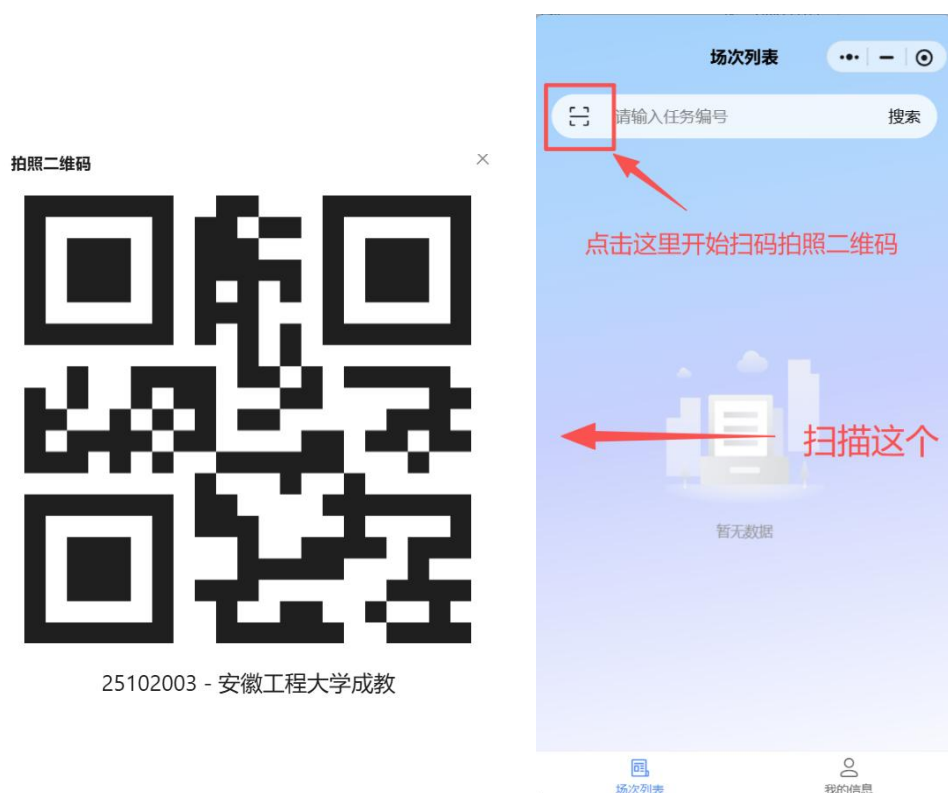 拍照二维码
25102003 - 安徽工程大学成教
场次列表
请输入任务编号 搜索
点击这里开始扫码拍照二维码
扫描这个
暂无数据
场次列表 我的信息